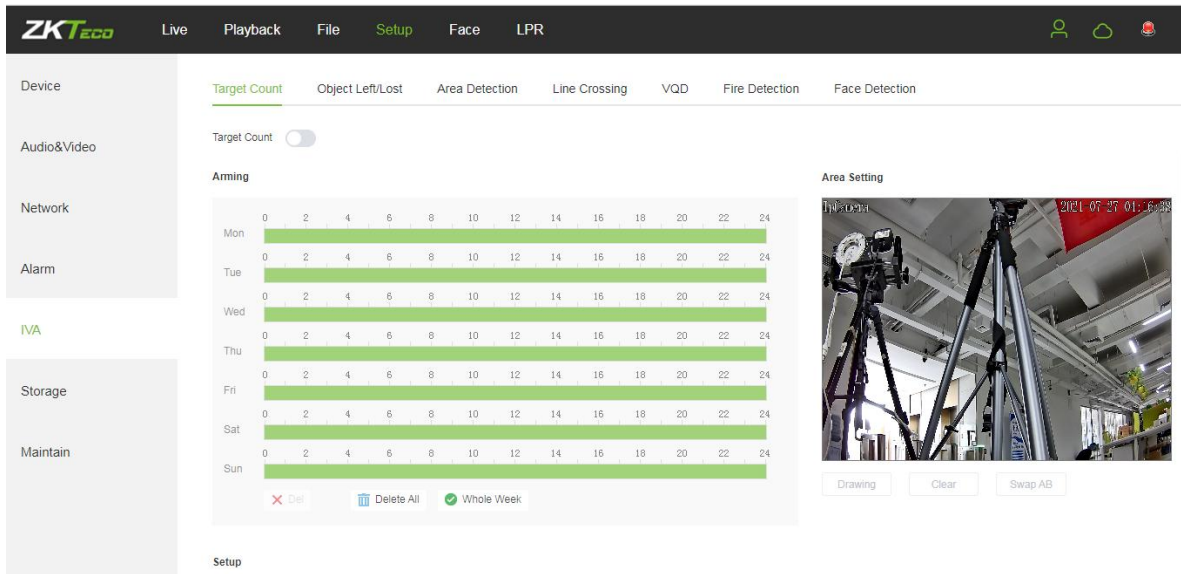 ZKTECO Live Playback File Setup Face LPR
Device
Audio&Video
Network
Alarm
IVA
Storage
Maintain
Target Count Object Left/Lost Area Detection Line Crossing VQD Fire Detection Face Detection
Target Count
Arming
0 2 4 6 8 10 12 14 16 18 20 22 24
Mon
0 2 4 6 8 10 12 14 16 18 20 22 24
Tue
0 2 4 6 8 10 12 14 16 18 20 22 24
Wed
0 2 4 6 8 10 12 14 16 18 20 22 24
Thu
0 2 4 6 8 10 12 14 16 18 20 22 24
Fri
0 2 4 6 8 10 12 14 16 18 20 22 24
Sat
0 2 4 6 8 10 12 14 16 18 20 22 24
Sun
Del Delete All Whole Week
Area Setting
IpCamera 2021-07-27
Drawing Clear Swap AB
Setup